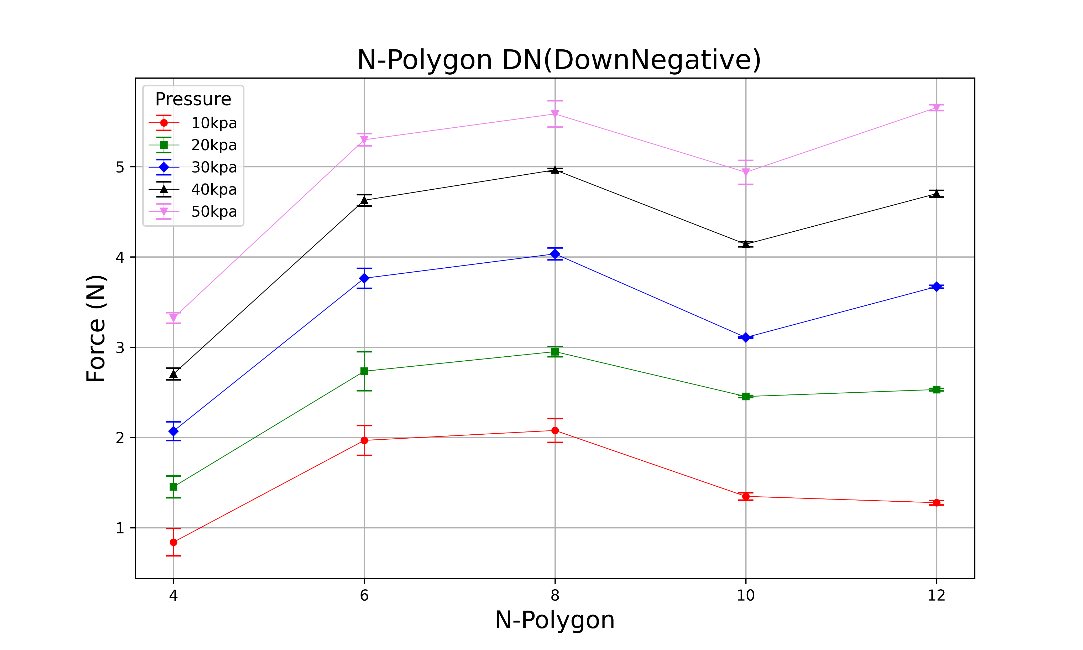 N-Polygon DN(DownNegative)
Pressure
10kpa
20kpa
30kpa
40kpa
50kpa
5
4
3
2
1
Force (N)
4 6 8 10 12
N-Polygon